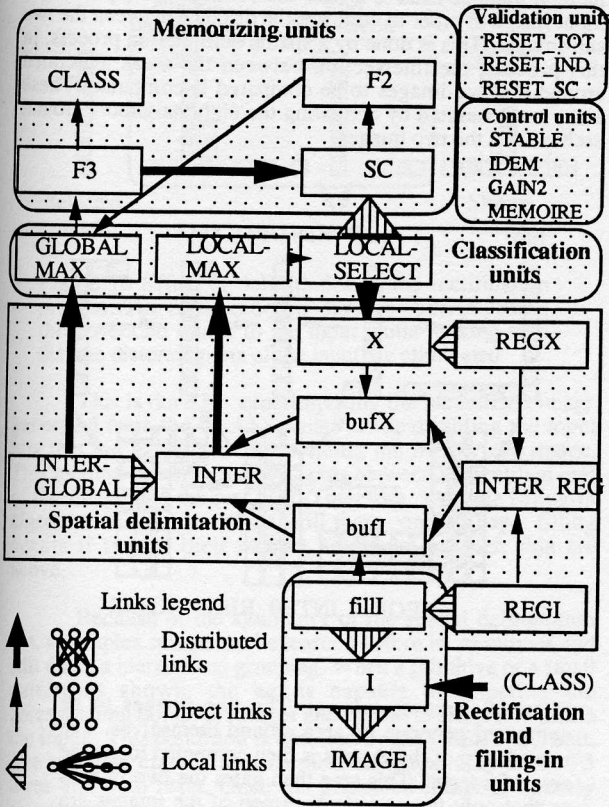 Memorizing units
CLASS
F2
F3
SC
Validation units
RESET_TOT
RESET_IND
RESET_SC
Control units
STABLE
IDEM
GAIN2
MEMOIRE
GLOBAL_
MAX
LOCAL-
MAX
LOCAL-
SELECT
Classification
units
X
REGX
bufX
INTER-
GLOBAL
INTER
INTER_REG
Spatial delimitation
units
bufI
fillI
REGI
I
(CLASS)
IMAGE
Rectification
and
filling-in
units
Links legend
Distributed
links
Direct links
Local links